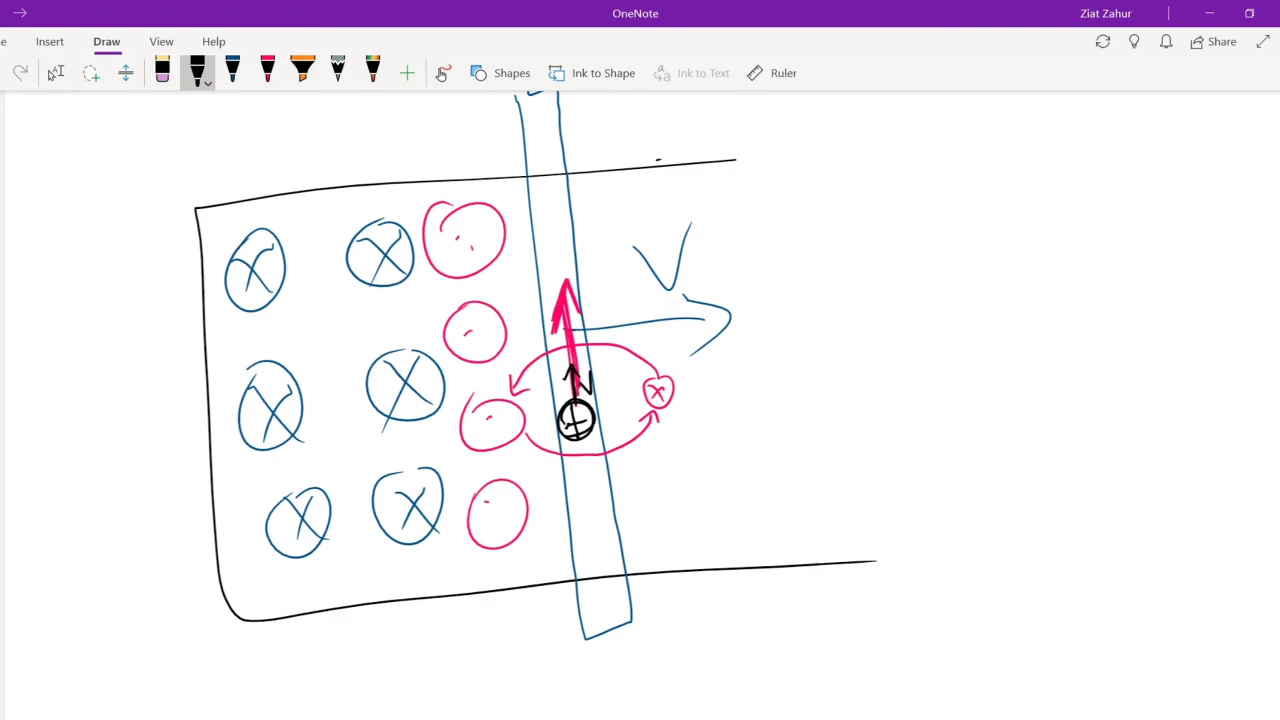 OneNote
Ziat Zahur
Insert Draw View Help
Share
Shapes
Ink to Shape
Ink to Text
Ruler
X X
V
X X
N
X
+
X X